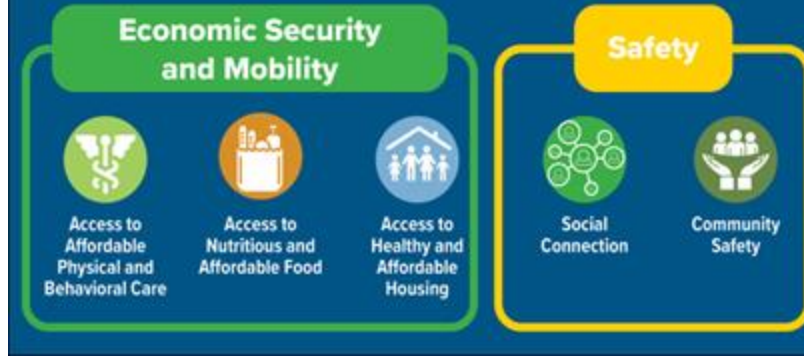 Economic Security
and Mobility
Access to
Affordable
Physical and
Behavioral Care
Access to
Nutritious and
Affordable Food
Access to
Healthy and
Affordable
Housing
Safety
Social
Connection
Community
Safety